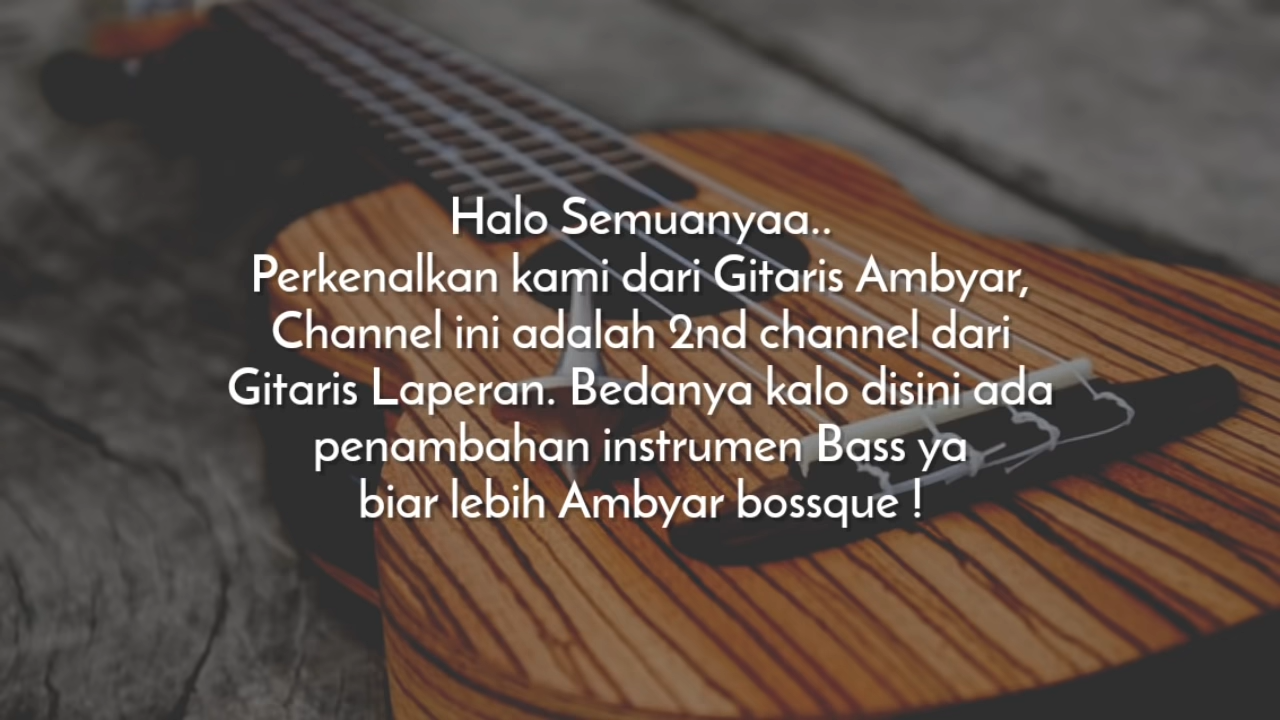 Halo Semuanyaa..
Perkenalkan kami dari Gitaris Ambyar,
Channel ini adalah 2nd channel dari
Gitaris Laperan. Bedanya kalo disini ada
penambahan instrumen Bass ya
biar lebih Ambyar bossque !